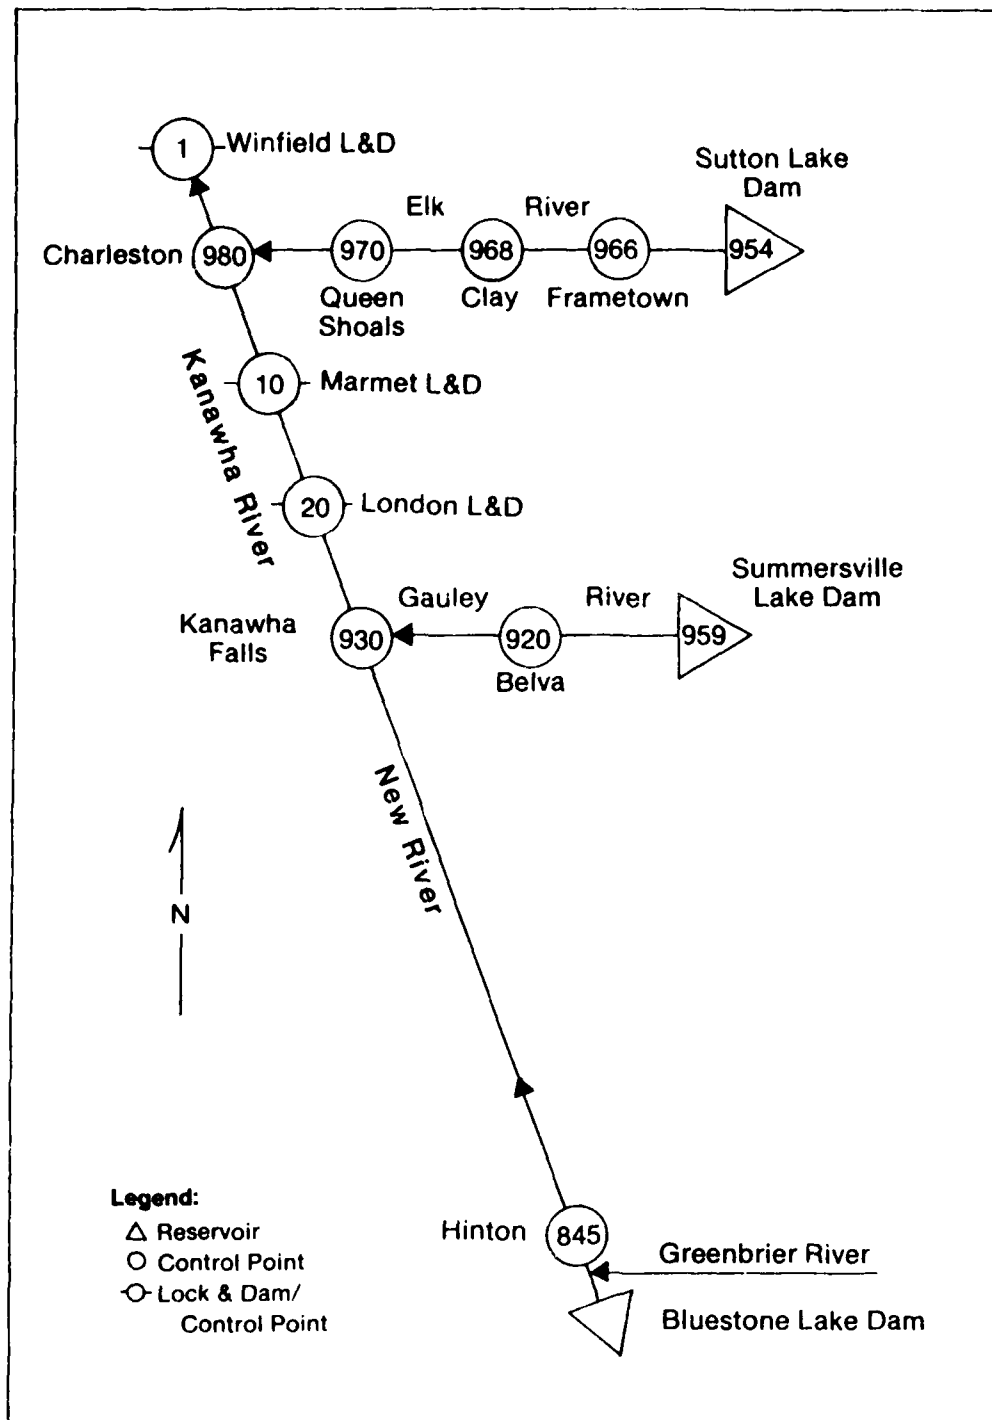 1
Winfield L&D
Sutton Lake
Dam
Elk River
Charleston
980
970
968
966
954
Queen
Shoals
Clay
Frametown
10
Marmet L&D
Kanawha River
20
London L&D
Summersville
Lake Dam
Gauley River
Kanawha
Falls
930
920
959
Belva
New River
N
Legend:
Reservoir
Control Point
Lock & Dam/
Control Point
Hinton
845
Greenbrier River
Bluestone Lake Dam